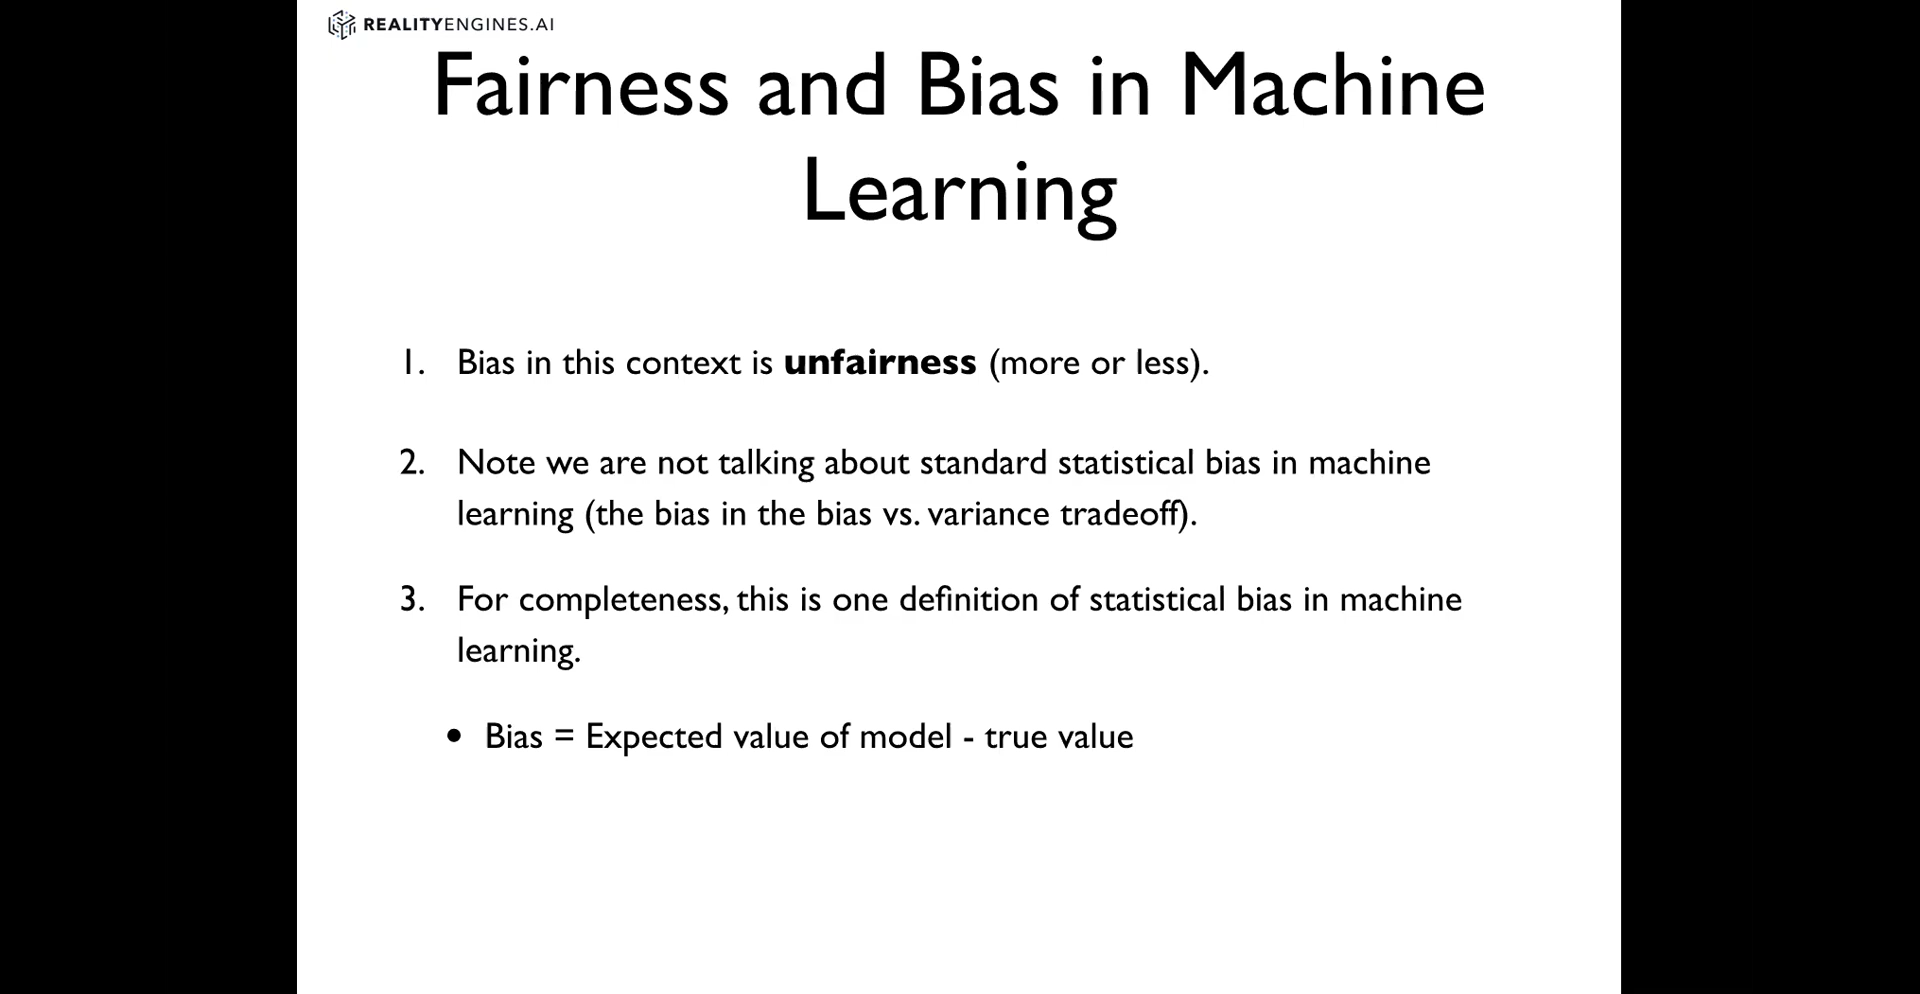 REALITYENGINES.AI
Fairness and Bias in Machine
Learning
1. Bias in this context is unfairness (more or less).
2. Note we are not talking about standard statistical bias in machine
learning (the bias in the bias vs. variance tradeoff).
3. For completeness, this is one definition of statistical bias in machine
learning.
• Bias = Expected value of model - true value